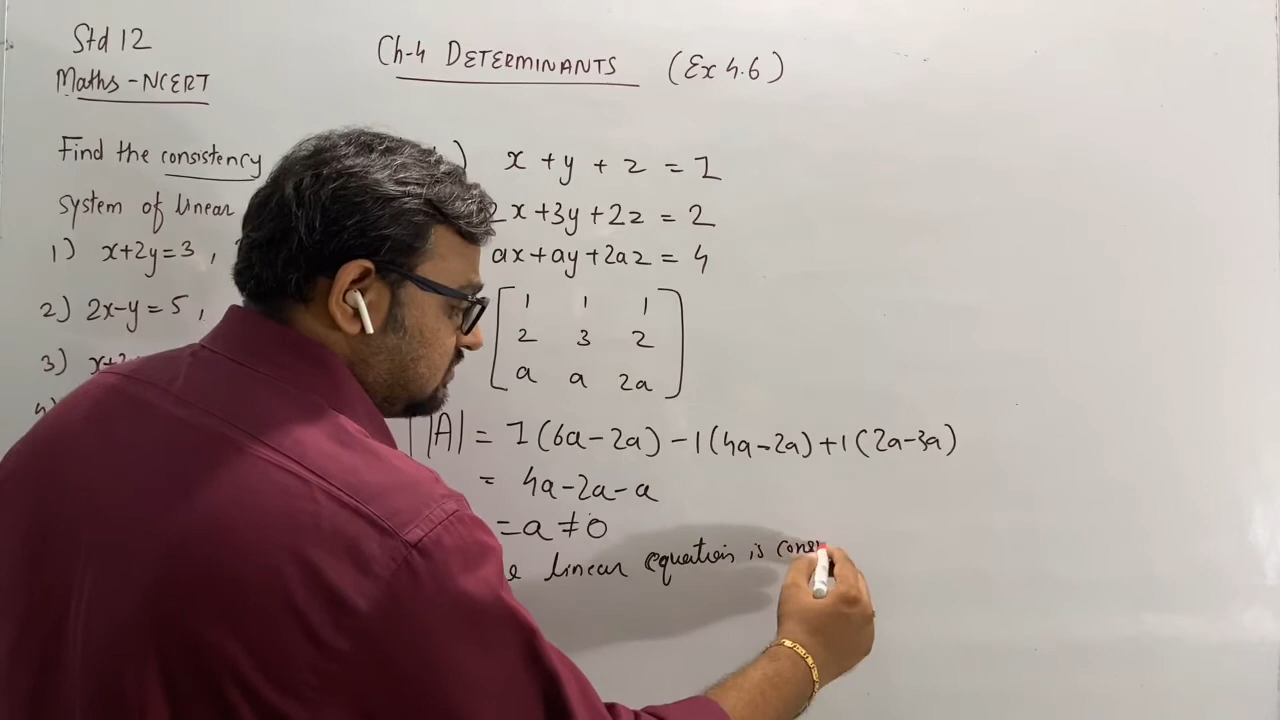 Std 12
Maths - NCERT
Ch-4 DETERMINANTS (Ex 4.6)
Find the consistency
system of linear
1) x+2y=3,
2) 2x-y=5,
3)
) x + y + z = 1
2x+3y+2z = 2
ax+ay+2az = 4
1 1 1
2 3 2
a a 2a
|A| = 1(6a-2a) -1(4a-2a) +1(2a-3a)
= 4a-2a-a
=a ≠0
linear equation is